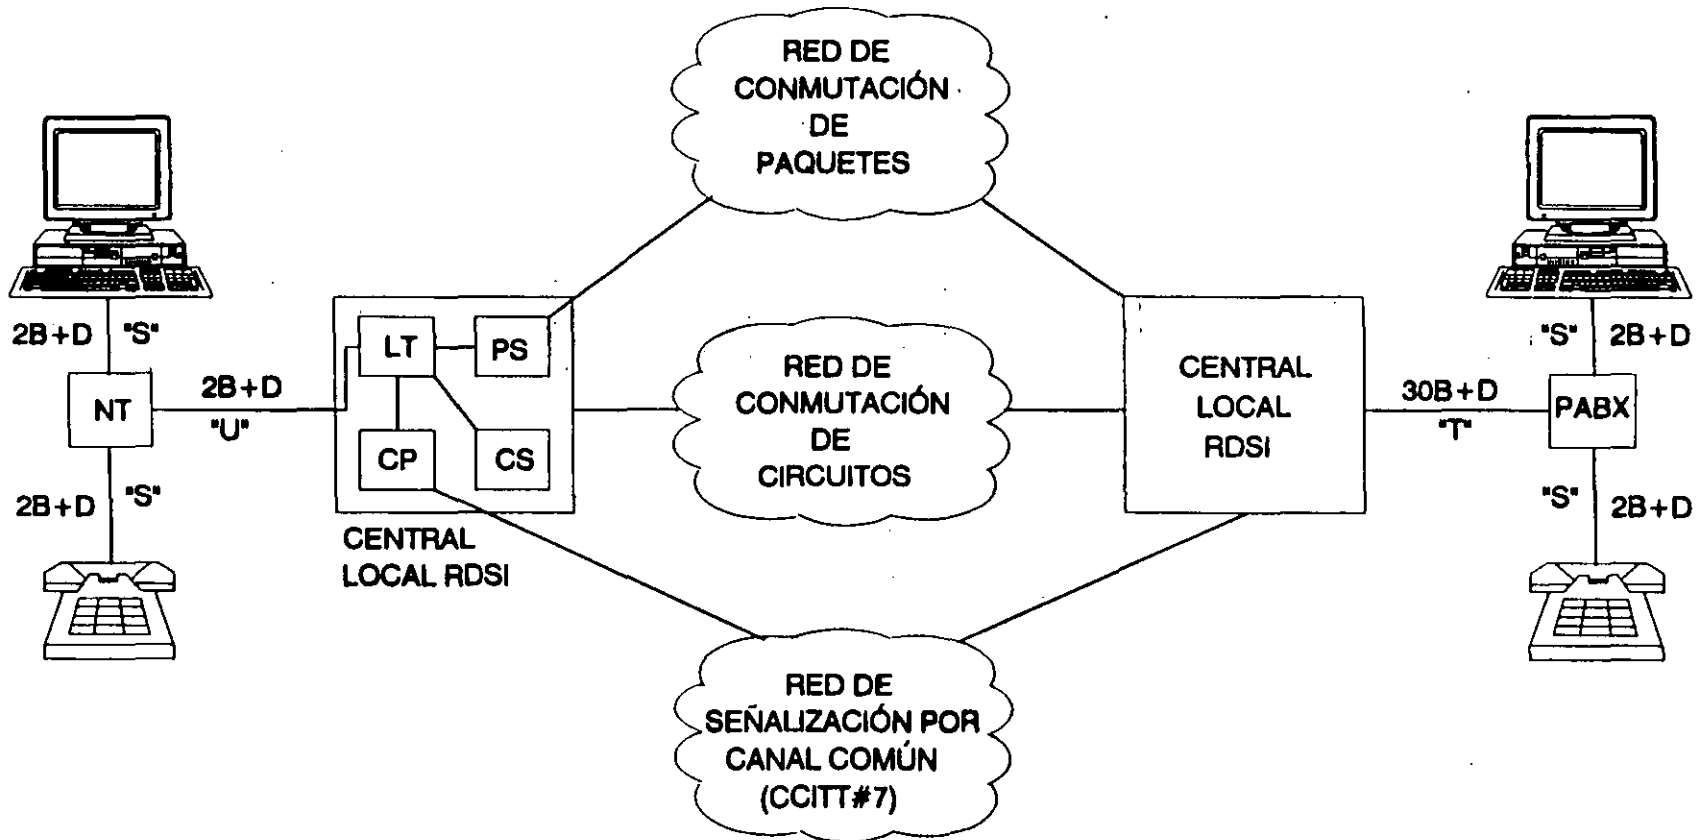 RED DE
CONMUTACIÓN
DE
PAQUETES
2B+D "S"
NT
2B+D
"U"
2B+D "S"
LT
PS
CP
CS
CENTRAL
LOCAL RDSI
RED DE
CONMUTACIÓN
DE
CIRCUITOS
CENTRAL
LOCAL
RDSI
30B+D
"T"
"S" 2B+D
PABX
"S" 2B+D
RED DE
SEÑALIZACIÓN POR
CANAL COMÚN
(CCITT#7)